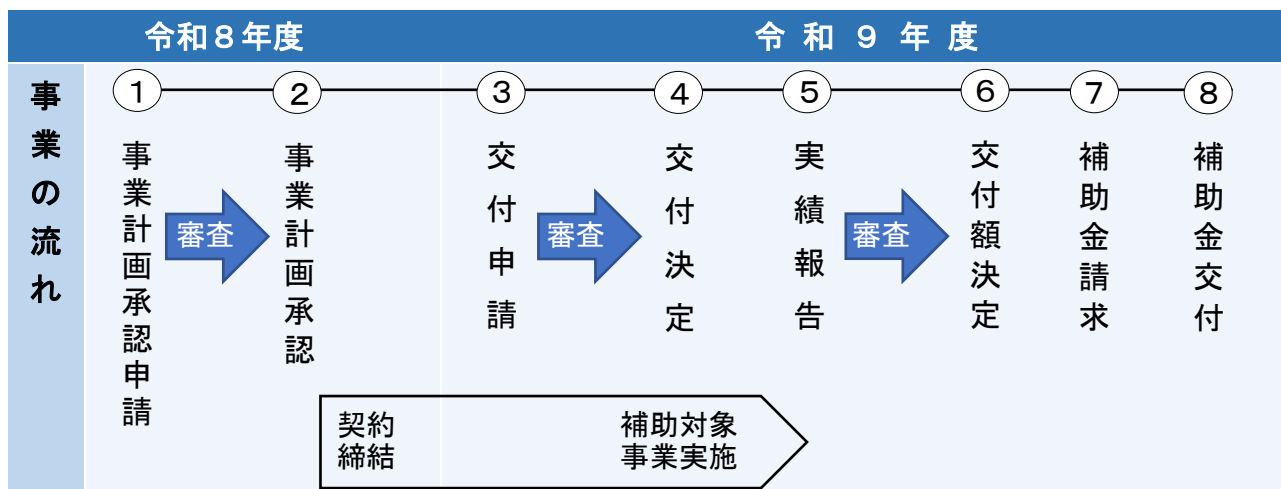 令和８年度
令和９年度
事業の流れ
①
②
③
④
⑤
⑥
⑦
⑧
事業計画承認申請
審査
事業計画承認
交付申請
審査
交付決定
実績報告
審査
交付額決定
補助金請求
補助金交付
契約
締結
補助対象
事業実施